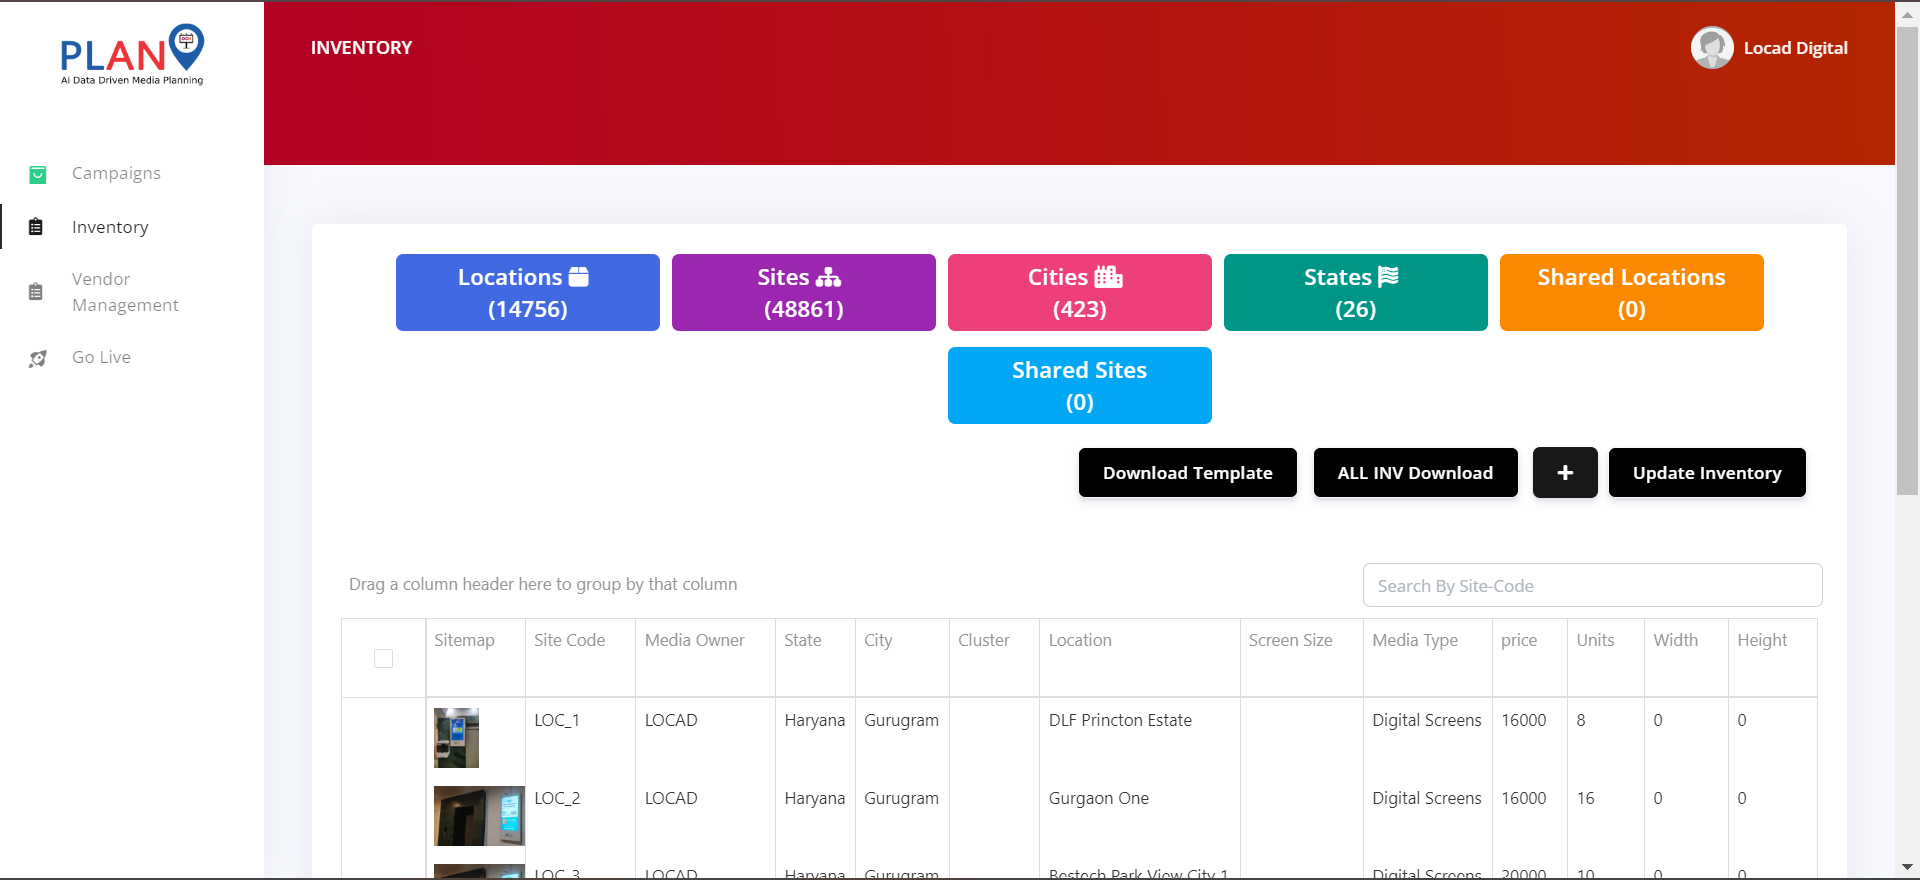 PLAN
Ai Data Driven Media Planning
INVENTORY
Locad Digital
Campaigns
Inventory
Vendor
Management
Go Live
Locations
(14756)
Sites
(48861)
Cities
(423)
States
(26)
Shared Locations
(0)
Shared Sites
(0)
Download Template
ALL INV Download
+
Update Inventory
Drag a column header here to group by that column
Search By Site-Code
Sitemap Site Code Media Owner State City Cluster Location Screen Size Media Type price Units Width Height
LOC_1 LOCAD Haryana Gurugram DLF Princton Estate Digital Screens 16000 8 0 0
LOC_2 LOCAD Haryana Gurugram Gurgaon One Digital Screens 16000 16 0 0
LOC_3 LOCAD Haryana Gurugram Bestech Park View City 1 Digital Screens 20000 10 0 0